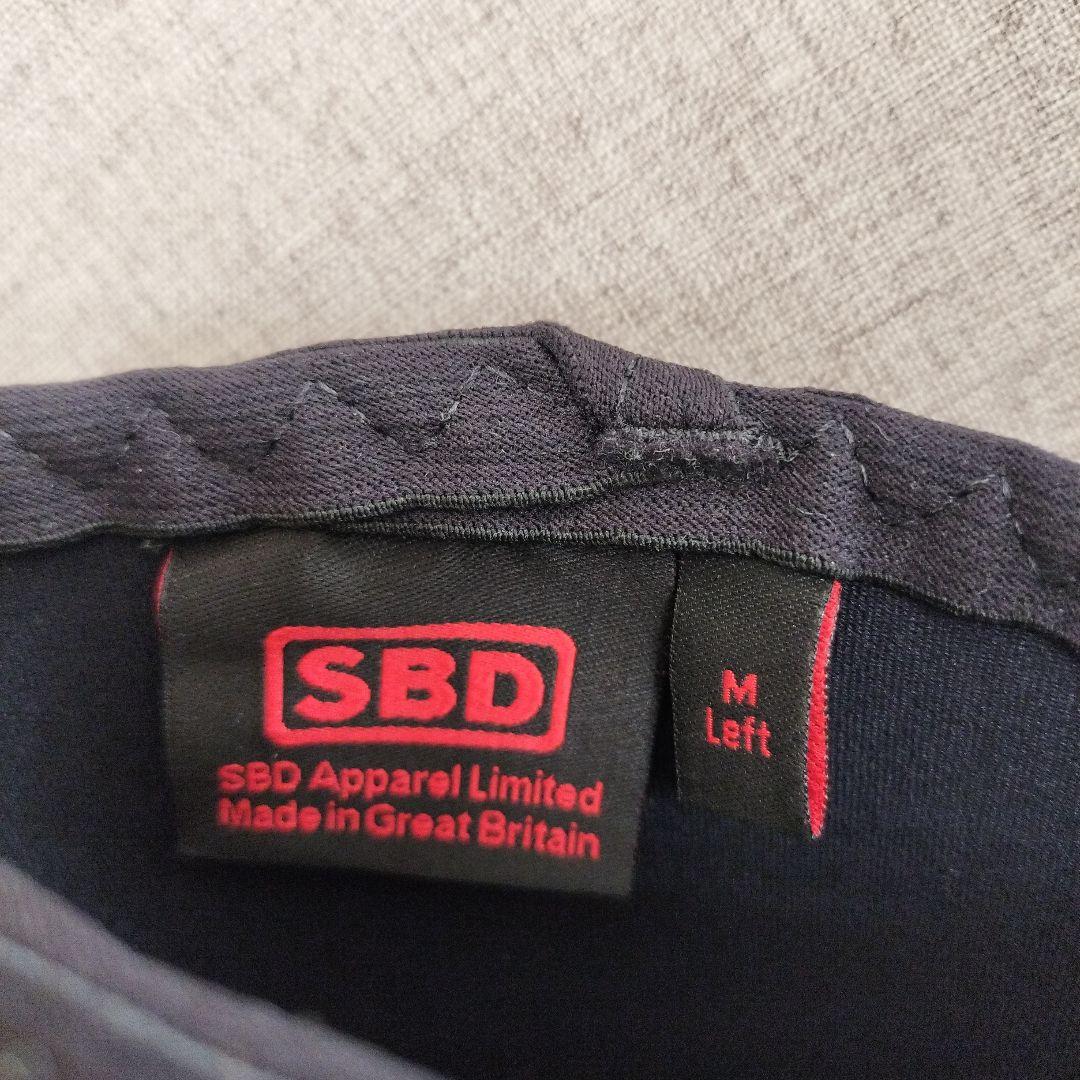 SBD
SBD Apparel Limited
Made in Great Britain
M
Left